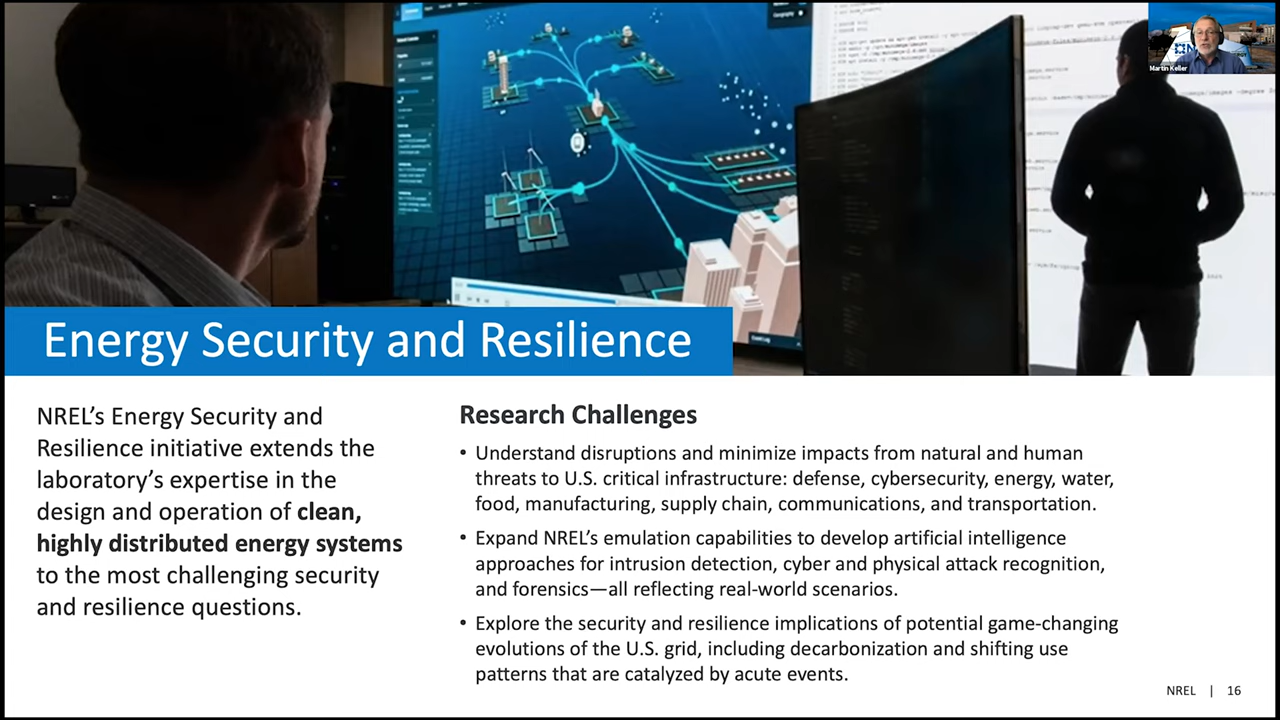 Martin Keller
Energy Security and Resilience
NREL’s Energy Security and
Resilience initiative extends the
laboratory’s expertise in the
design and operation of clean,
highly distributed energy systems
to the most challenging security
and resilience questions.
Research Challenges
• Understand disruptions and minimize impacts from natural and human
threats to U.S. critical infrastructure: defense, cybersecurity, energy, water,
food, manufacturing, supply chain, communications, and transportation.
• Expand NREL’s emulation capabilities to develop artificial intelligence
approaches for intrusion detection, cyber and physical attack recognition,
and forensics—all reflecting real-world scenarios.
• Explore the security and resilience implications of potential game-changing
evolutions of the U.S. grid, including decarbonization and shifting use
patterns that are catalyzed by acute events.
NREL | 16